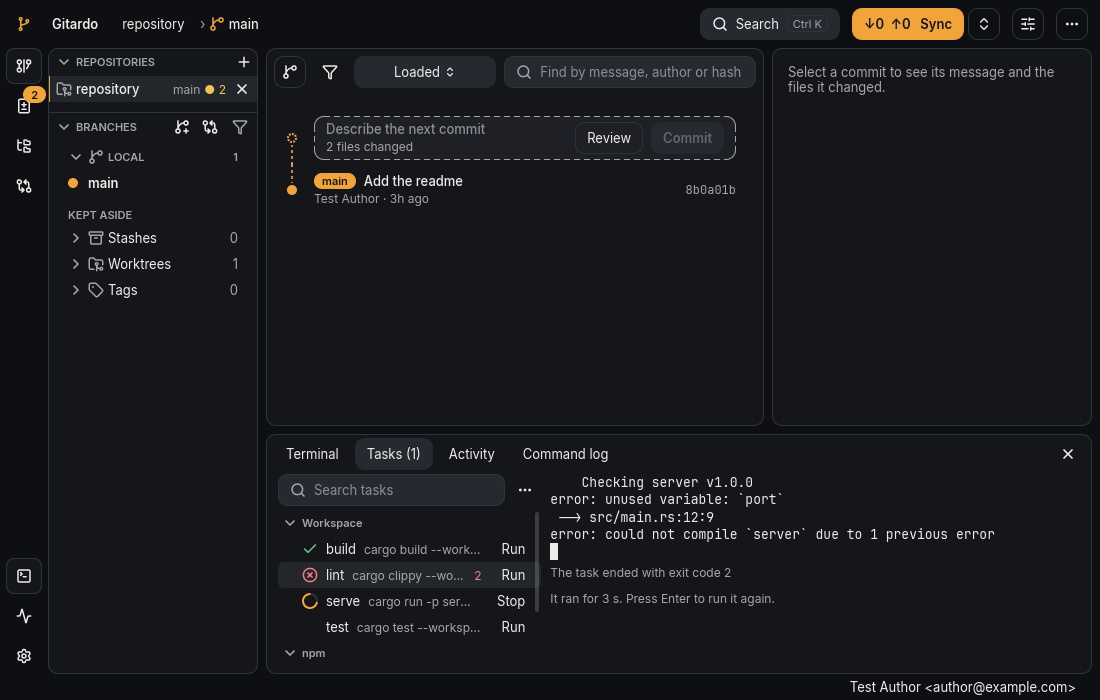 Gitardo
repository
main
Search
Ctrl K
↓0 ↑0 Sync
REPOSITORIES
repository main 2
2
BRANCHES
LOCAL 1
main
KEPT ASIDE
Stashes 0
Worktrees 1
Tags 0
Loaded
Find by message, author or hash
Describe the next commit
2 files changed
Review
Commit
main Add the readme
Test Author · 3h ago
8b0a01b
Select a commit to see its message and the
files it changed.
Terminal
Tasks (1)
Activity
Command log
Search tasks
Workspace
build cargo build --work... Run
lint cargo clippy --wo... 2 Run
serve cargo run -p ser... Stop
test cargo test --worksp... Run
npm
Checking server v1.0.0
error: unused variable: `port`
--> src/main.rs:12:9
error: could not compile `server` due to 1 previous error
The task ended with exit code 2
It ran for 3 s. Press Enter to run it again.
Test Author <author@example.com>